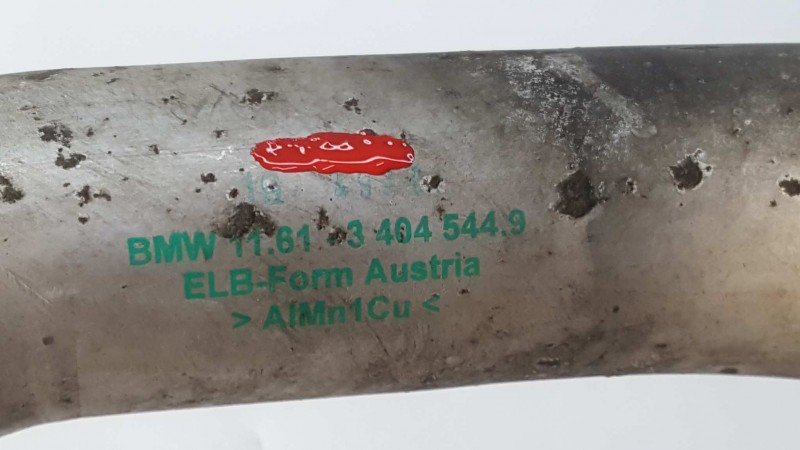 BMW 11.61 - 3 404 544.9
ELB-Form Austria
> AlMn1Cu <